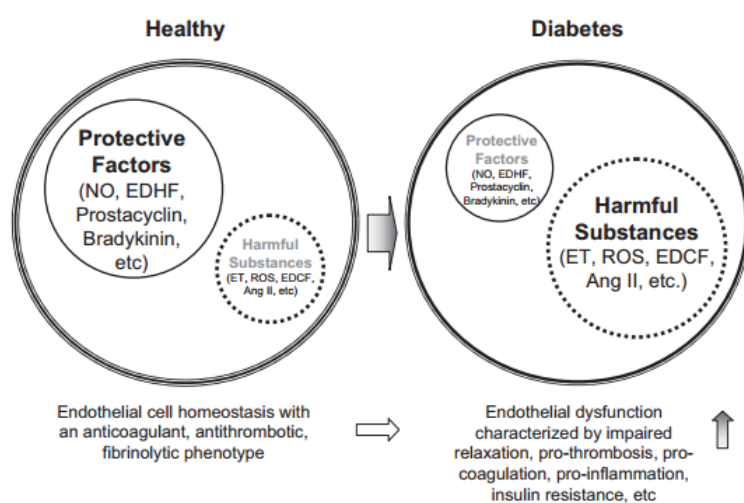 Healthy
Protective
Factors
(NO, EDHF,
Prostacyclin,
Bradykinin,
etc)
Harmful
Substances
(ET, ROS, EDCF,
Ang II, etc)
Endothelial cell homeostasis with
an anticoagulant, antithrombotic,
fibrinolytic phenotype
Diabetes
Protective
Factors
(NO, EDHF,
Prostacyclin,
Bradykinin, etc)
Harmful
Substances
(ET, ROS, EDCF,
Ang II, etc.)
Endothelial dysfunction
characterized by impaired
relaxation, pro-thrombosis, pro-
coagulation, pro-inflammation,
insulin resistance, etc